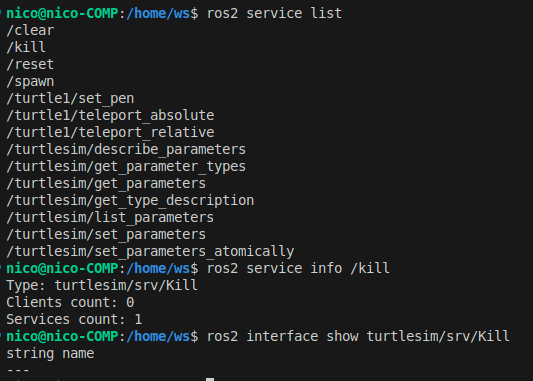 nico@nico-COMP:/home/ws$ ros2 service list
/clear
/kill
/reset
/spawn
/turtle1/set_pen
/turtle1/teleport_absolute
/turtle1/teleport_relative
/turtlesim/describe_parameters
/turtlesim/get_parameter_types
/turtlesim/get_parameters
/turtlesim/get_type_description
/turtlesim/list_parameters
/turtlesim/set_parameters
/turtlesim/set_parameters_atomically
nico@nico-COMP:/home/ws$ ros2 service info /kill
Type: turtlesim/srv/Kill
Clients count: 0
Services count: 1
nico@nico-COMP:/home/ws$ ros2 interface show turtlesim/srv/Kill
string name
---